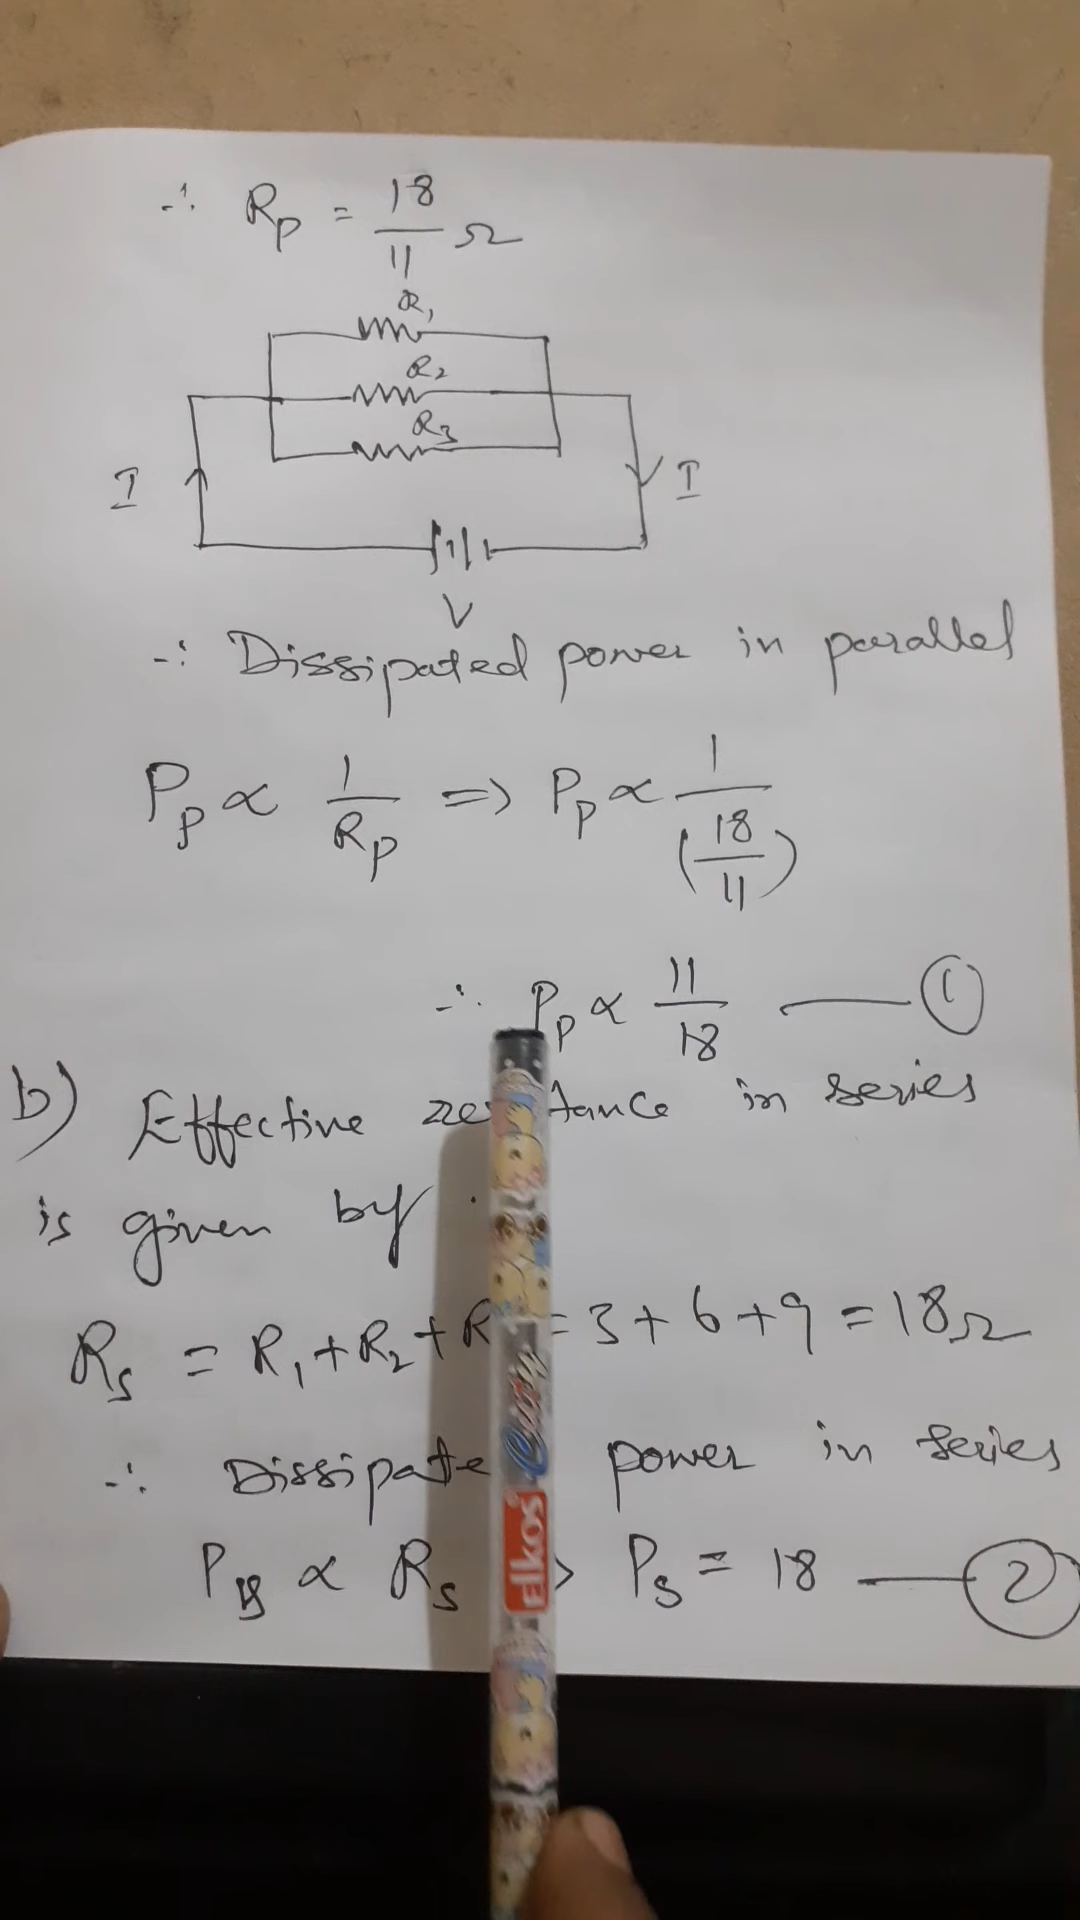 ∴ Rp = 18/11 Ω
R₁
R₂
R₃
I I
V
∴ Dissipated power in parallel
Pp ∝ 1/Rp => Pp ∝ 1/(18/11)
∴ Pp ∝ 11/18 — ①
b) Effective tance in series
is given by
Rs = R₁ + R₂ + R = 3 + 6 + 9 = 18Ω
∴ Dissipate power in series
Ps ∝ Rs > Ps = 18 — ②
Elkos